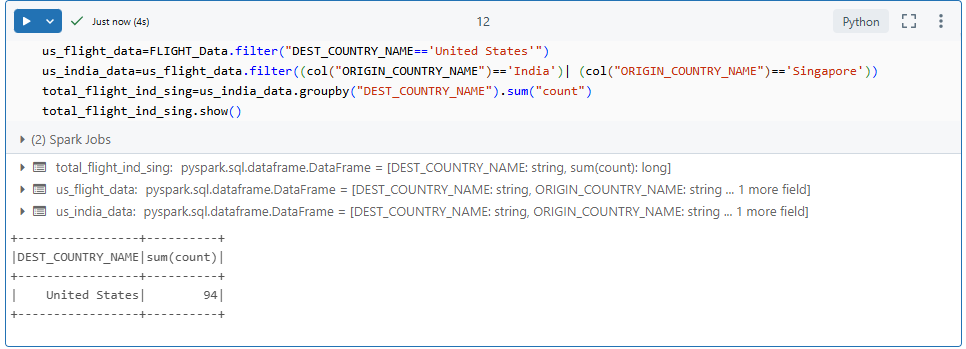 Just now (4s)
12
Python
us_flight_data=FLIGHT_Data.filter("DEST_COUNTRY_NAME=='United States'")
us_india_data=us_flight_data.filter((col("ORIGIN_COUNTRY_NAME")=='India')| (col("ORIGIN_COUNTRY_NAME")=='Singapore'))
total_flight_ind_sing=us_india_data.groupby("DEST_COUNTRY_NAME").sum("count")
total_flight_ind_sing.show()
(2) Spark Jobs
total_flight_ind_sing: pyspark.sql.dataframe.DataFrame = [DEST_COUNTRY_NAME: string, sum(count): long]
us_flight_data: pyspark.sql.dataframe.DataFrame = [DEST_COUNTRY_NAME: string, ORIGIN_COUNTRY_NAME: string ... 1 more field]
us_india_data: pyspark.sql.dataframe.DataFrame = [DEST_COUNTRY_NAME: string, ORIGIN_COUNTRY_NAME: string ... 1 more field]
+-----------------+----------+
|DEST_COUNTRY_NAME|sum(count)|
+-----------------+----------+
|    United States|        94|
+-----------------+----------+